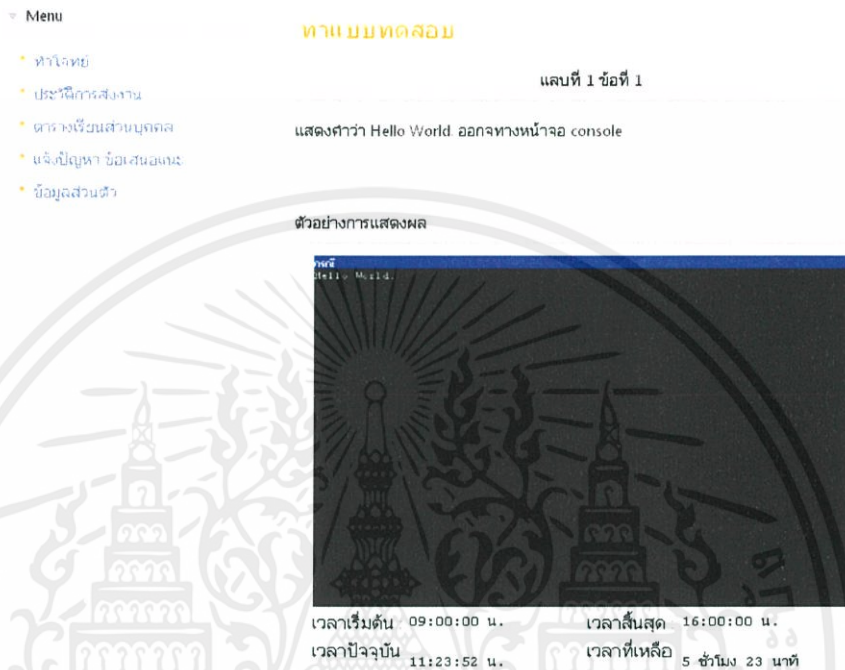 Menu
ทำโจทย์
ประวัติการส่งงาน
ตารางเรียนส่วนบุคคล
แจ้งปัญหา ข้อเสนอแนะ
ข้อมูลส่วนตัว
ทำแบบทดสอบ
แลบที่ 1 ข้อที่ 1
แสดงคำว่า Hello World. ออกจทางหน้าจอ console
ตัวอย่างการแสดงผล
กรณี
Hello World.
เวลาเริ่มต้น 09:00:00 น. เวลาสิ้นสุด 16:00:00 น.
เวลาปัจจุบัน 11:23:52 น. เวลาที่เหลือ 5 ชั่วโมง 23 นาที